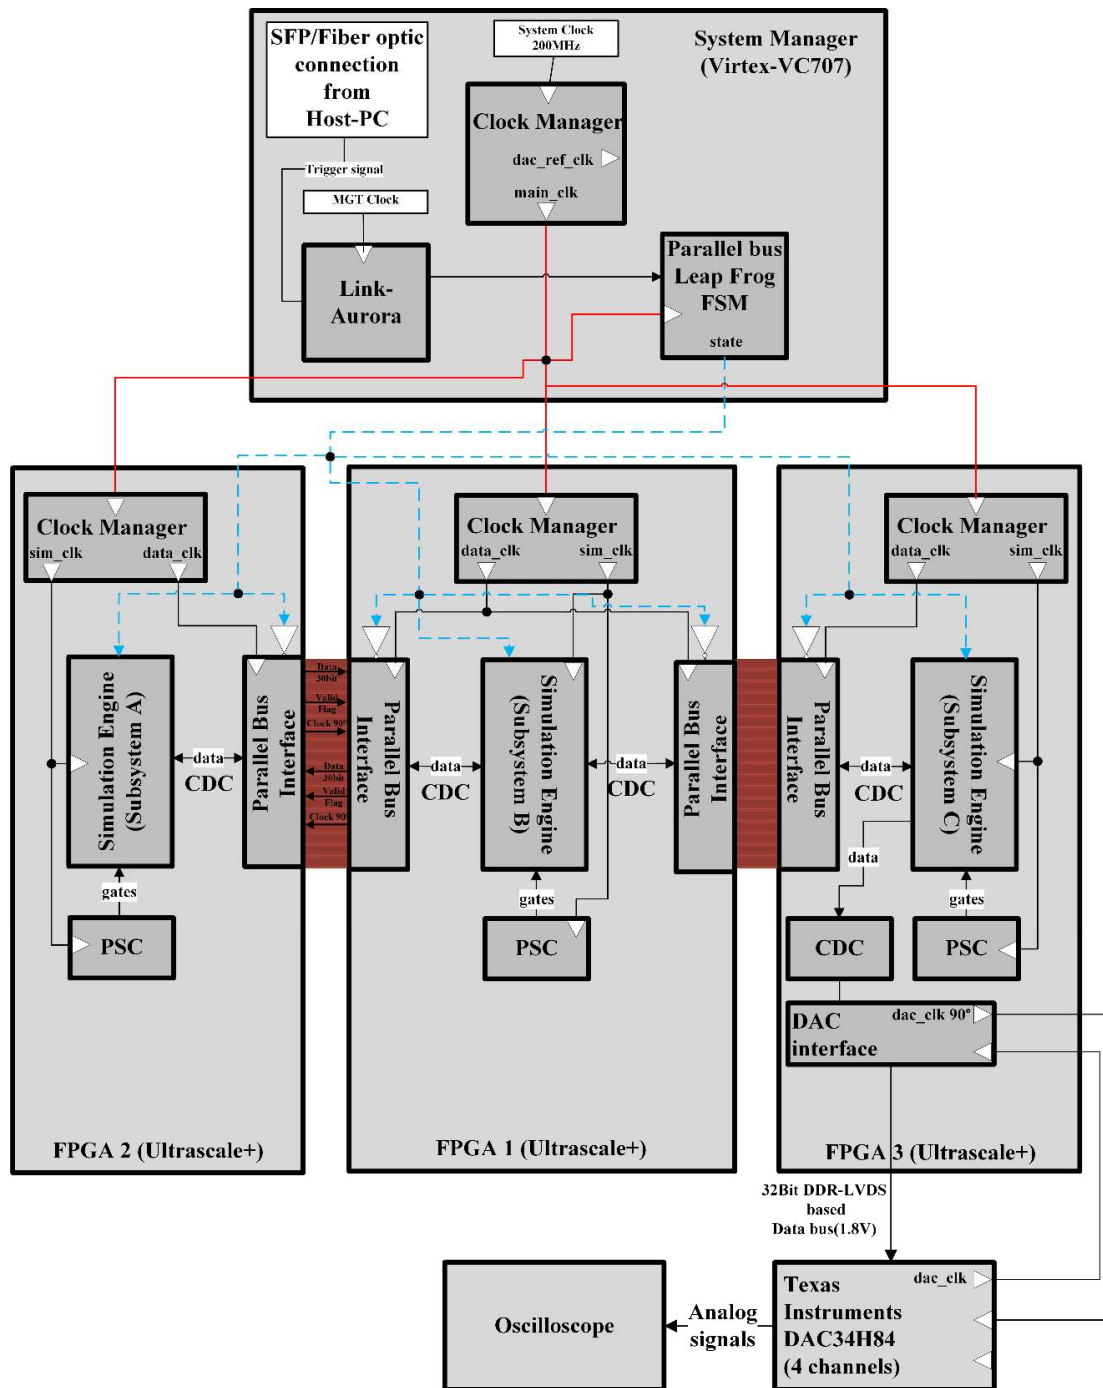 SFP/Fiber optic
connection
from
Host-PC
System Clock
200MHz
System Manager
(Virtex-VC707)
Clock Manager
dac_ref_clk
main_clk
Trigger signal
MGT Clock
Link-
Aurora
Parallel bus
Leap Frog
FSM
state
Clock Manager
sim_clk
data_clk
Clock Manager
data_clk
sim_clk
Clock Manager
data_clk
sim_clk
Simulation Engine
(Subsystem A)
data
CDC
Parallel Bus
Interface
Data
30bit
Valid
Flag
Clock 90°
Data
30bit
Valid
Flag
Clock 90°
Parallel Bus
Interface
data
CDC
Simulation Engine
(Subsystem B)
data
CDC
Parallel Bus
Interface
Parallel Bus
Interface
data
CDC
Simulation Engine
(Subsystem C)
data
gates
PSC
gates
PSC
gates
PSC
CDC
DAC
interface
dac_clk 90°
FPGA 2 (Ultrascale+)
FPGA 1 (Ultrascale+)
FPGA 3 (Ultrascale+)
32Bit DDR-LVDS
based
Data bus(1.8V)
Oscilloscope
Analog
signals
Texas
Instruments
DAC34H84
(4 channels)
dac_clk